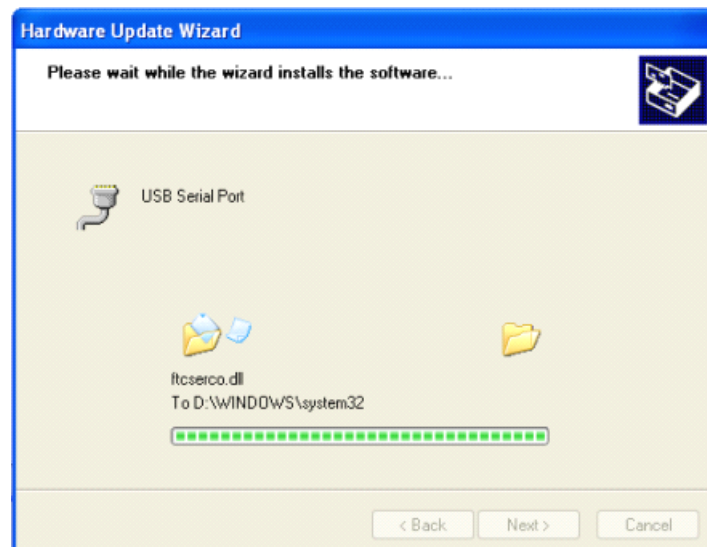 Hardware Update Wizard
Please wait while the wizard installs the software...
USB Serial Port
ftcserco.dll
To D:\WINDOWS\system32
< Back
Next >
Cancel